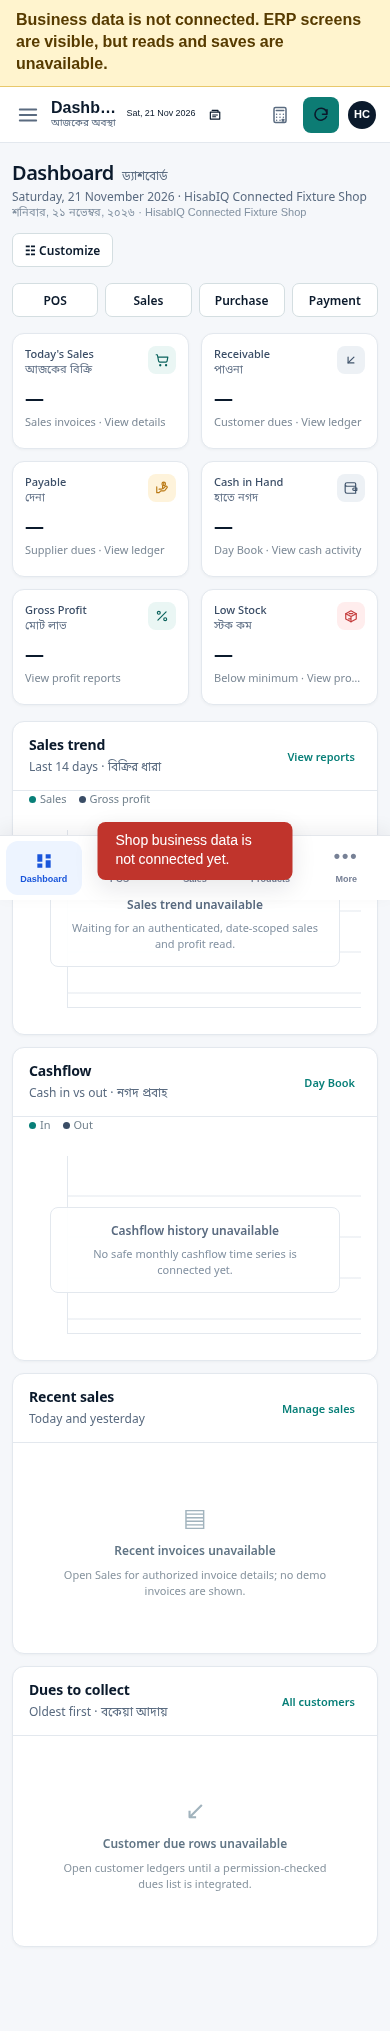 Business data is not connected. ERP screens
are visible, but reads and saves are
unavailable.
Dashb...
আজকের অবস্থা
Sat, 21 Nov 2026
HC
Dashboard ড্যাশবোর্ড
Saturday, 21 November 2026 · HisabIQ Connected Fixture Shop
শনিবার, ২১ নভেম্বর, ২০২৬ · HisabIQ Connected Fixture Shop
Customize
POS Sales Purchase Payment
Today's Sales
আজকের বিক্রি
—
Sales invoices · View details
Receivable
পাওনা
—
Customer dues · View ledger
Payable
দেনা
—
Supplier dues · View ledger
Cash in Hand
হাতে নগদ
—
Day Book · View cash activity
Gross Profit
মোট লাভ
—
View profit reports
Low Stock
স্টক কম
—
Below minimum · View pro...
Sales trend
Last 14 days · বিক্রির ধারা
View reports
Sales Gross profit
Shop business data is
not connected yet.
Dashboard
More
Sales trend unavailable
Waiting for an authenticated, date-scoped sales
and profit read.
Cashflow
Cash in vs out · নগদ প্রবাহ
Day Book
In Out
Cashflow history unavailable
No safe monthly cashflow time series is
connected yet.
Recent sales
Today and yesterday
Manage sales
Recent invoices unavailable
Open Sales for authorized invoice details; no demo
invoices are shown.
Dues to collect
Oldest first · বকেয়া আদায়
All customers
Customer due rows unavailable
Open customer ledgers until a permission-checked
dues list is integrated.